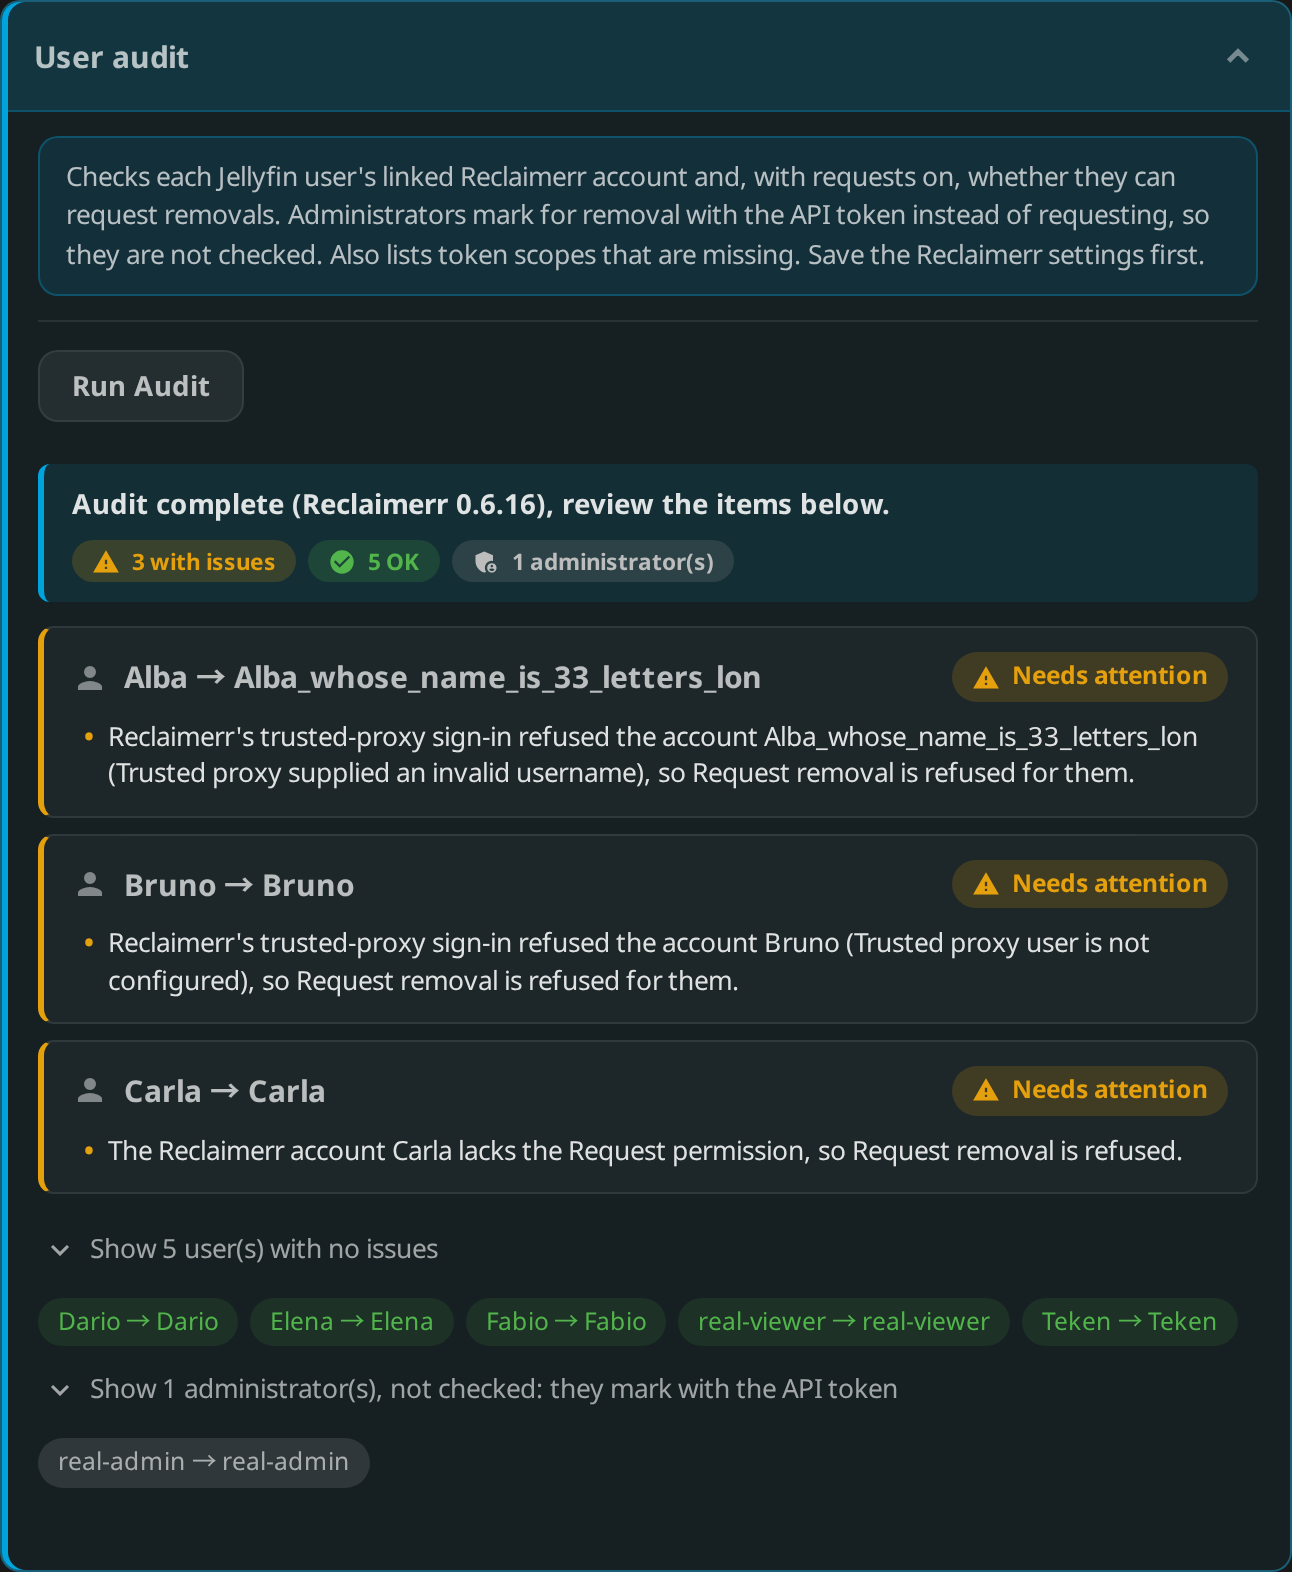 User audit
Checks each Jellyfin user's linked Reclaimerr account and, with requests on, whether they can
request removals. Administrators mark for removal with the API token instead of requesting, so
they are not checked. Also lists token scopes that are missing. Save the Reclaimerr settings first.
Run Audit
Audit complete (Reclaimerr 0.6.16), review the items below.
3 with issues 5 OK 1 administrator(s)
Alba → Alba_whose_name_is_33_letters_lon Needs attention
• Reclaimerr's trusted-proxy sign-in refused the account Alba_whose_name_is_33_letters_lon
(Trusted proxy supplied an invalid username), so Request removal is refused for them.
Bruno → Bruno Needs attention
• Reclaimerr's trusted-proxy sign-in refused the account Bruno (Trusted proxy user is not
configured), so Request removal is refused for them.
Carla → Carla Needs attention
• The Reclaimerr account Carla lacks the Request permission, so Request removal is refused.
Show 5 user(s) with no issues
Dario → Dario Elena → Elena Fabio → Fabio real-viewer → real-viewer Teken → Teken
Show 1 administrator(s), not checked: they mark with the API token
real-admin → real-admin